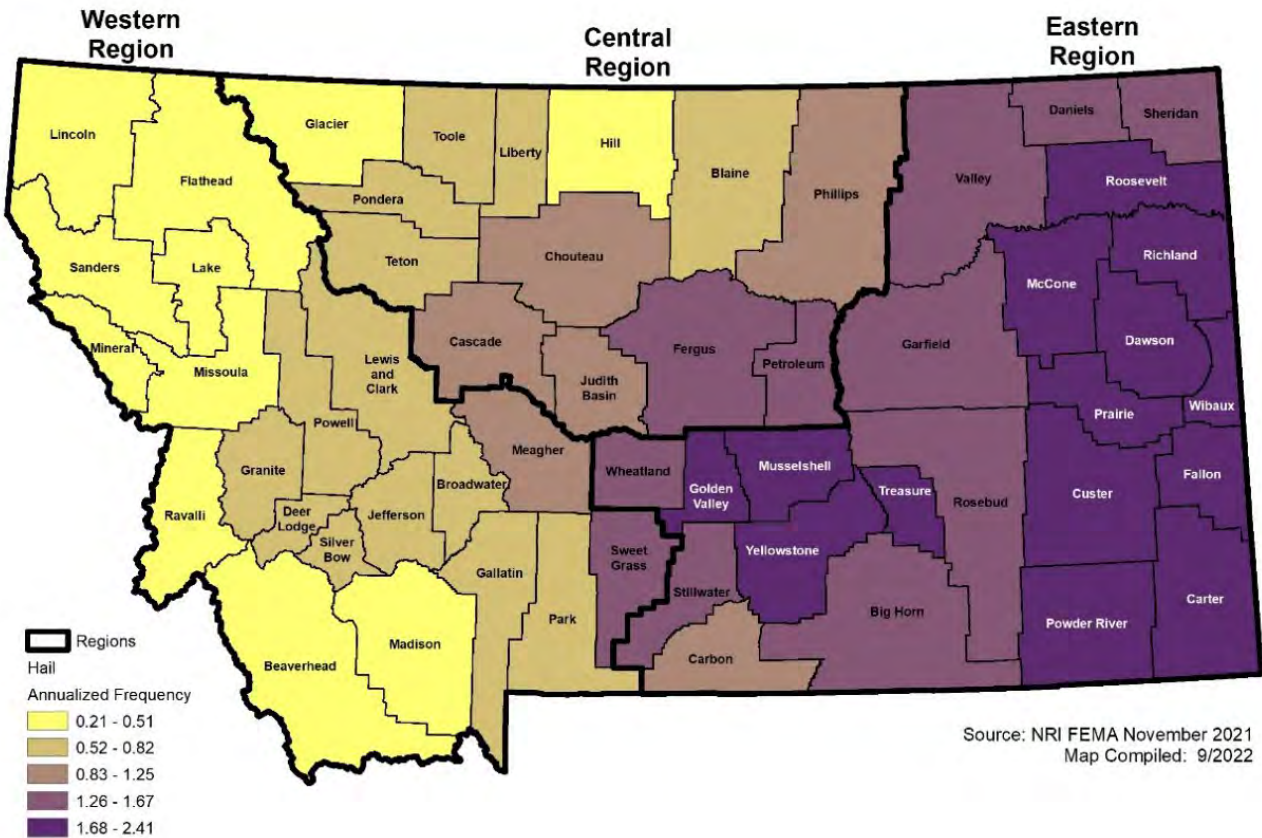 Western
Region
Central
Region
Eastern
Region
Lincoln
Flathead
Glacier
Toole
Liberty
Hill
Blaine
Phillips
Valley
Daniels
Sheridan
Roosevelt
Pondera
Teton
Chouteau
Sanders
Lake
McCone
Richland
Mineral
Missoula
Lewis
and
Clark
Cascade
Judith
Basin
Fergus
Petroleum
Garfield
Dawson
Prairie
Wibaux
Powell
Granite
Meagher
Wheatland
Golden
Valley
Musselshell
Treasure
Rosebud
Custer
Fallon
Ravalli
Deer
Lodge
Jefferson
Broadwater
Silver
Bow
Gallatin
Park
Sweet
Grass
Stillwater
Yellowstone
Big Horn
Powder River
Carter
Beaverhead
Madison
Carbon
Regions
Hail
Annualized Frequency
0.21 - 0.51
0.52 - 0.82
0.83 - 1.25
1.26 - 1.67
1.68 - 2.41
Source: NRI FEMA November 2021
Map Compiled: 9/2022